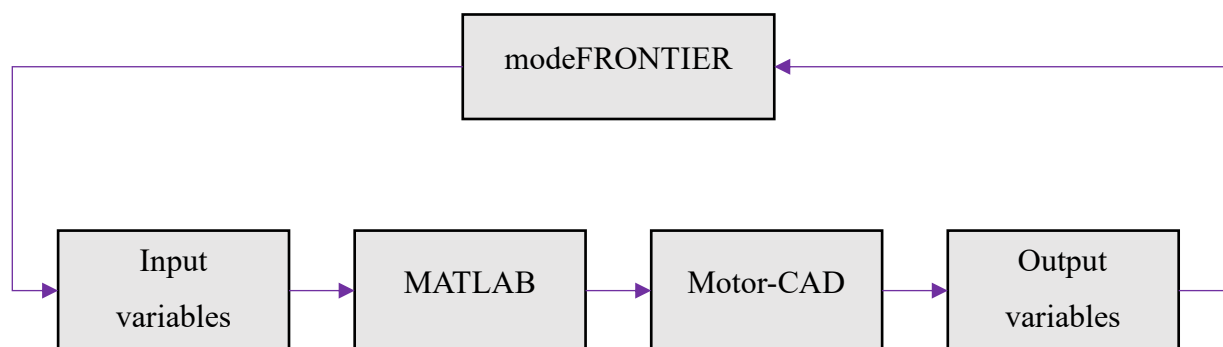 modeFRONTIER
Input
variables
MATLAB
Motor-CAD
Output
variables